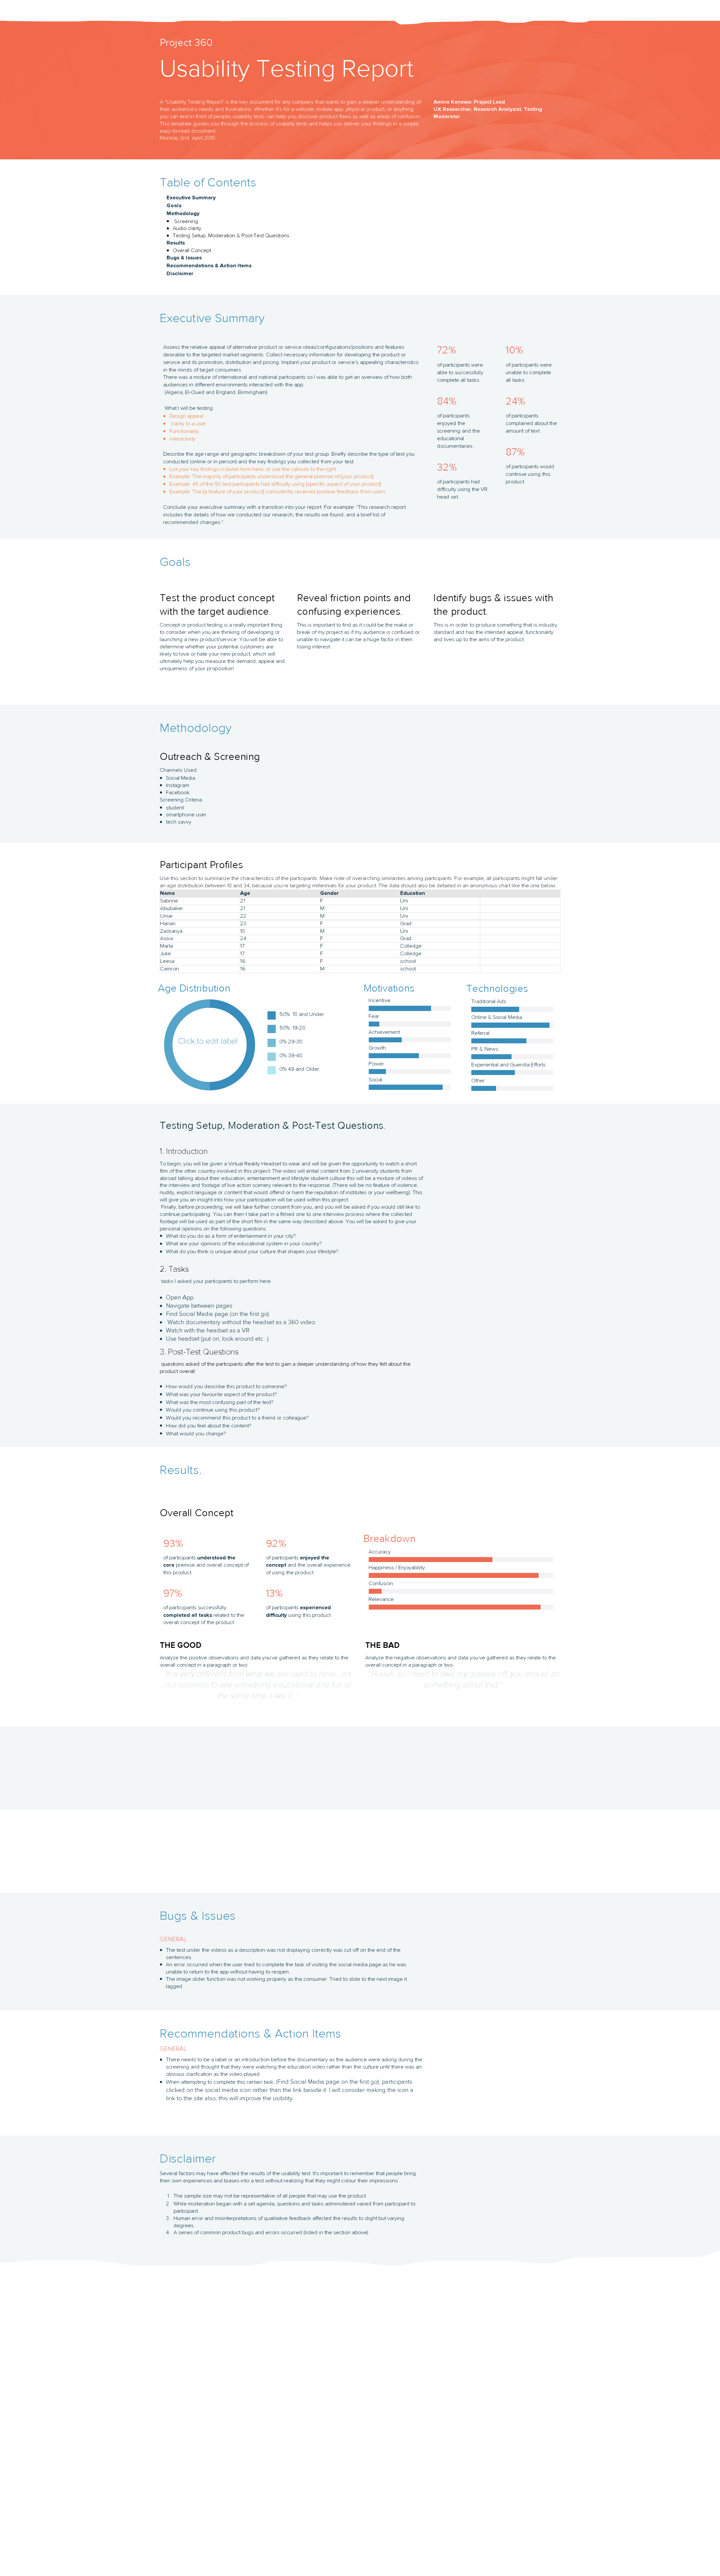 Project 360
Usability Testing Report
A "Usability Testing Report" is the key document for any company that wants to gain a deeper understanding of
their audience's needs and frustrations. Whether it's for a website, mobile app, physical product, or anything
you can test in front of people, usability tests can help you discover product flaws as well as areas of confusion.
This template guides you through the process of usability tests and helps you deliver your findings in a simple,
easy-to-read document.
Monday 2nd April 2010
Amina Kenewe, Project Lead
UX Researcher, Research Analysist, Testing
Moderator
Table of Contents
Executive Summary
Goals
Methodology
Screening
Audio clarity
Testing Setup, Moderation & Post-Test Questions
Results
Overall Concept
Bugs & Issues
Recommendations & Action Items
Disclaimer
Executive Summary
Assess the relative appeal of alternative product or service ideas/configurations/positions and features
desirable to the targeted market segments. Collect necessary information for developing the product or
service and its promotion, distribution and pricing. Implant your product or service's appealing characteristics
in the minds of target consumers.
There was a mixture of international and national participants so I was able to get an overview of how both
audiences in different environments interacted with the app.
(Algeria, El-Oued and England, Birmingham).
What I will be testing:
Design appeal
clarity to a user
Functionality
interactivity
Describe the age range and geographic breakdown of your test group. Briefly describe the type of test you
conducted (online or in person) and the key findings you collected from your test.
List your key findings in bullet form here, or use the callouts to the right.
Example: The majority of participants understood the general premise of [your product].
Example: 45 of the 50 test participants had difficulty using [specific aspect of your product].
Example: The [a feature of your product] consistently received positive feedback from users.
Conclude your executive summary with a transition into your report. For example: "This research report
includes the details of how we conducted our research, the results we found, and a brief list of
recommended changes."
72%
of participants were
able to successfully
complete all tasks.
10%
of participants were
unable to complete
all tasks.
84%
of participants
enjoyed the
screening and the
educational
documentaries.
24%
of participants
complained about the
amount of text.
32%
of participants had
difficulty using the VR
head set .
87%
of participants would
continue using this
product.
Goals
Test the product concept
with the target audience.
Concept or product testing is a really important thing
to consider when you are thinking of developing or
launching a new product/service. You will be able to
determine whether your potential customers are
likely to love or hate your new product, which will
ultimately help you measure the demand, appeal and
uniqueness of your proposition.
Reveal friction points and
confusing experiences.
This is important to find as it could be the make or
break of my project as if my audience is confused or
unable to navigate it can be a huge factor in them
losing interest.
Identify bugs & issues with
the product.
This is in order to produce something that is industry
standard and has the intended appeal, functionality
and lives up to the aims of the product.
Methodology
Outreach & Screening
Channels Used:
Social Media
Instagram
Facebook
Screening Criteria
student
smartphone user
tech savvy
Participant Profiles
Use this section to summarize the characteristics of the participants. Make note of overarching similarities among participants. For example, all participants might fall under
an age distribution between 10 and 34, because you're targeting millennials for your product. The data should also be detailed in an anonymous chart like the one below.
Name Age Gender Education
Sabrine 21 F Uni
Abubaker 21 M Uni
Umar 22 M Uni
Hanan 23 F Grad
Zackariya 10 M Uni
Assia 24 F Grad
Marta 17 F Colledge
Julie 17 F Colledge
Leesa 16 F school
Camron 16 M school
Age Distribution
Click to edit label.
50% 10 and Under
50% 19-28
0% 29-38
0% 39-48
0% 49 and Older
Motivations
Incentive
Fear
Achievement
Growth
Power
Social
Technologies
Traditional Ads
Online & Social Media
Referral
PR & News
Experiential and Guerrilla Efforts
Other
Testing Setup, Moderation & Post-Test Questions.
1. Introduction
To begin, you will be given a Virtual Reality Headset to wear and will be given the opportunity to watch a short
film of the other country involved in this project. The video will entail content from 3 university students from
abroad talking about their education, entertainment and lifestyle student culture this will be a mixture of videos of
the interview and footage of live action scenery relevant to the response. (There will be no feature of violence,
nudity, explicit language or content that would offend or harm the reputation of institutes or your wellbeing). This
will give you an insight into how your participation will be used within this project.
Finally, before proceeding, we will take further consent from you, and you will be asked if you would still like to
continue participating. You can then t take part in a filmed one to one interview process where the collected
footage will be used as part of the short film in the same way described above. You will be asked to give your
personal opinions on the following questions:
What do you do as a form of entertainment in your city?
What are your opinions of the educational system in your country?
What do you think is unique about your culture that shapes your lifestyle?
2. Tasks
tasks I asked your participants to perform here.
Open App.
Navigate between pages.
Find Social Media page (on the first go)
Watch documentary without the headset as a 360 video
Watch with the headset as a VR
Use headset (put on, look around etc...)
3. Post-Test Questions
questions asked of the participants after the test to gain a deeper understanding of how they felt about the
product overall.
How would you describe this product to someone?
What was your favourite aspect of the product?
What was the most confusing part of the test?
Would you continue using this product?
Would you recommend this product to a friend or colleague?
How did you feel about the content?
What would you change?
Results.
Overall Concept
93%
of participants understood the
core premise and overall concept of
this product.
92%
of participants enjoyed the
concept and the overall experience
of using the product.
97%
of participants successfully
completed all tasks related to the
overall concept of the product.
13%
of participants experienced
difficulty using this product.
Breakdown
Accuracy
Happiness / Enjoyability
Confusion
Relevance
THE GOOD
Analyze the positive observations and data you've gathered as they relate to the
overall concept in a paragraph or two.
"It is very different from what we are used to here... it's
not common to see something educational and fun at
the same time. I like it."
THE BAD
Analyze the negative observations and data you've gathered as they relate to the
overall concept in a paragraph or two.
do I need to take my glasses off, you should do
something about that."
Bugs & Issues
GENERAL
The text under the videos as a description was not displaying correctly was cut off on the end of the
sentences.
An error occurred when the user tried to complete the task of visiting the social media page as he was
unable to return to the app without having to reopen.
The image slider function was not working properly as the consumer. Tried to slide to the next image it
lagged.
Recommendations & Action Items
GENERAL
There needs to be a label or an introduction before the documentary as the audience were asking during the
screening and thought that they were watching the education video rather than the culture until there was an
obvious clarification as the video played.
When attempting to complete this certain task, (Find Social Media page on the first go), participants
clicked on the social media icon rather than the link beside it. I will consider making the icon a
link to the site also, this will improve the usibility.
Disclaimer
Several factors may have affected the results of the usability test. It's important to remember that people bring
their own experiences and biases into a test without realizing that they might colour their impressions.
1. The sample size may not be representative of all people that may use the product.
2. While moderation began with a set agenda, questions and tasks administered varied from participant to
participant.
3. Human error and misinterpretations of qualitative feedback affected the results to slight but varying
degrees.
4. A series of common product bugs and errors occurred (listed in the section above).